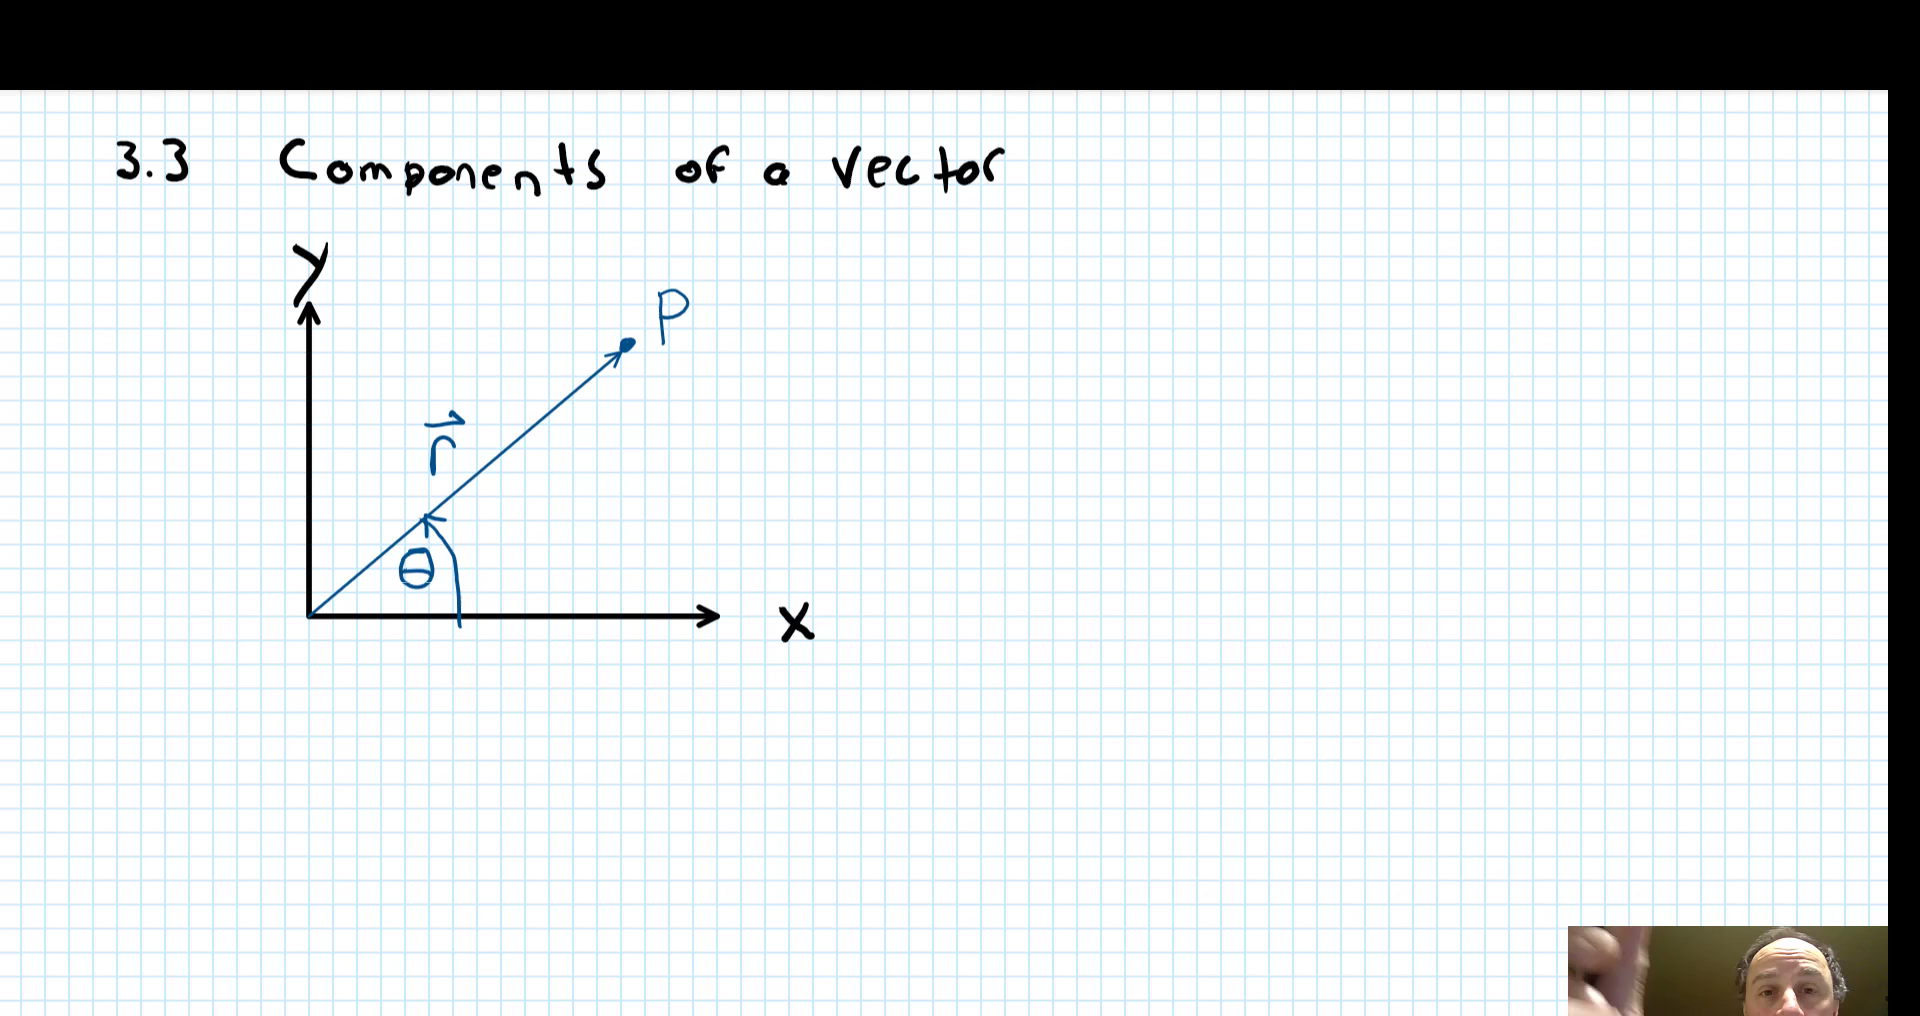 3.3 Components of a vector
y
P
r⃗
θ
x